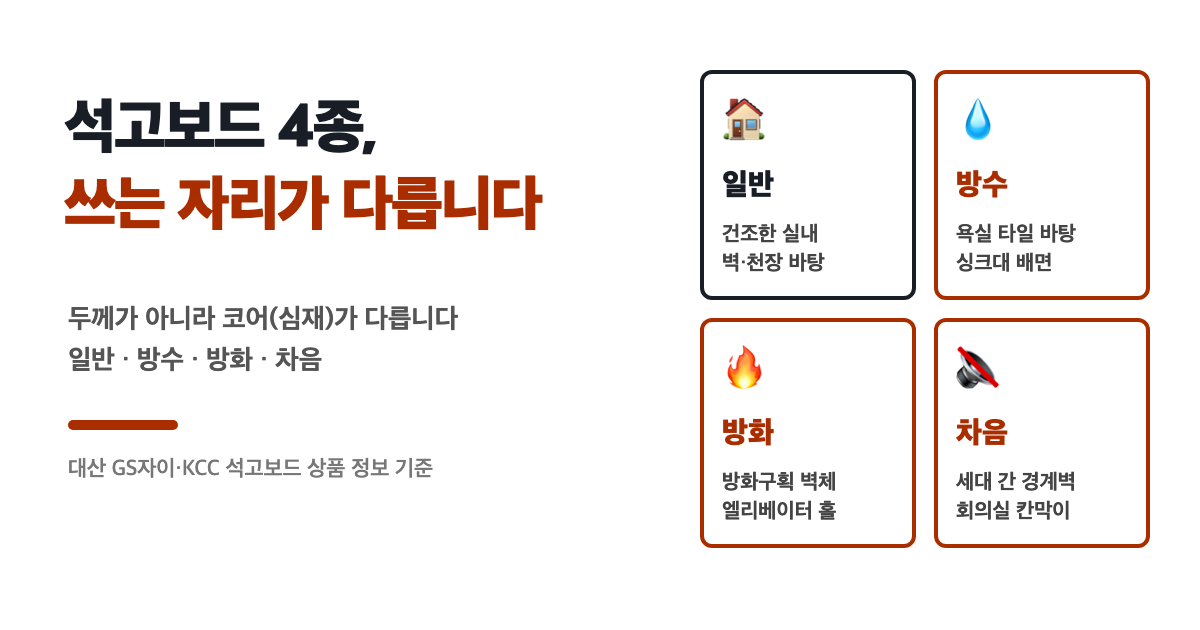 석고보드 4종,
쓰는 자리가 다릅니다
두께가 아니라 코어(심재)가 다릅니다
일반 · 방수 · 방화 · 차음
대산 GS자이·KCC 석고보드 상품 정보 기준
일반
건조한 실내
벽·천장 바탕
방수
욕실 타일 바탕
싱크대 배면
방화
방화구획 벽체
엘리베이터 홀
차음
세대 간 경계벽
회의실 칸막이